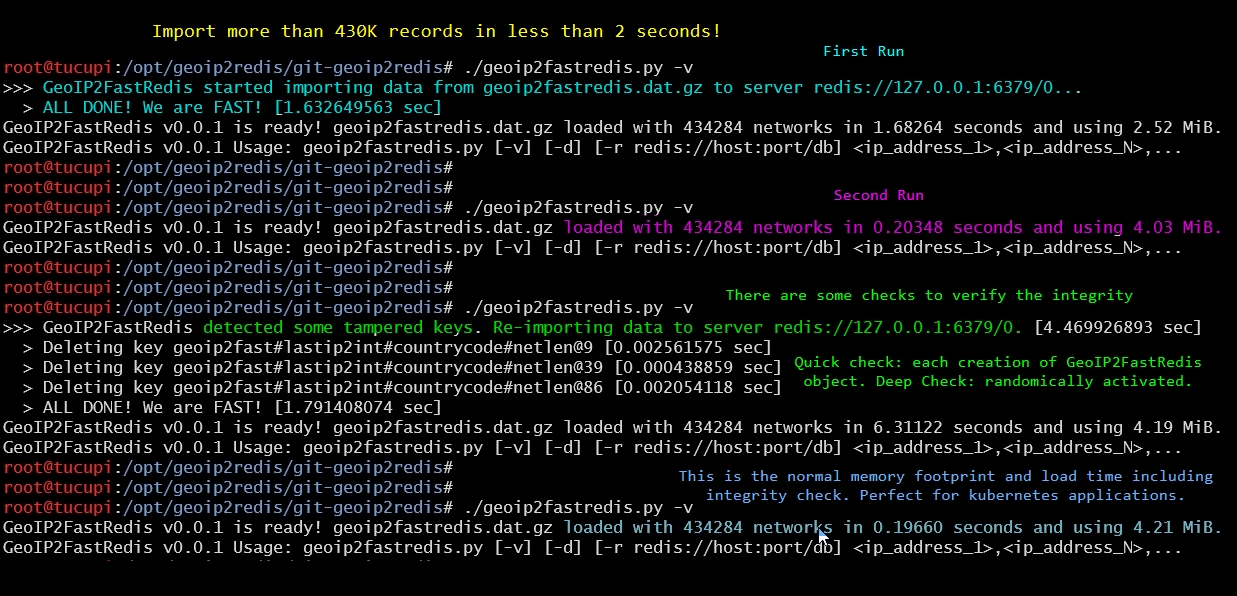 Import more than 430K records in less than 2 seconds!
First Run
root@tucupi:/opt/geoip2redis/git-geoip2redis# ./geoip2fastredis.py -v
>>> GeoIP2FastRedis started importing data from geoip2fastredis.dat.gz to server redis://127.0.0.1:6379/0...
> ALL DONE! We are FAST! [1.632649563 sec]
GeoIP2FastRedis v0.0.1 is ready! geoip2fastredis.dat.gz loaded with 434284 networks in 1.68264 seconds and using 2.52 MiB.
GeoIP2FastRedis v0.0.1 Usage: geoip2fastredis.py [-v] [-d] [-r redis://host:port/db] <ip_address_1>,<ip_address_N>,...
root@tucupi:/opt/geoip2redis/git-geoip2redis#
root@tucupi:/opt/geoip2redis/git-geoip2redis#
Second Run
root@tucupi:/opt/geoip2redis/git-geoip2redis# ./geoip2fastredis.py -v
GeoIP2FastRedis v0.0.1 is ready! geoip2fastredis.dat.gz loaded with 434284 networks in 0.20348 seconds and using 4.03 MiB.
GeoIP2FastRedis v0.0.1 Usage: geoip2fastredis.py [-v] [-d] [-r redis://host:port/db] <ip_address_1>,<ip_address_N>,...
root@tucupi:/opt/geoip2redis/git-geoip2redis#
root@tucupi:/opt/geoip2redis/git-geoip2redis#
There are some checks to verify the integrity
root@tucupi:/opt/geoip2redis/git-geoip2redis# ./geoip2fastredis.py -v
>>> GeoIP2FastRedis detected some tampered keys. Re-importing data to server redis://127.0.0.1:6379/0. [4.469926893 sec]
> Deleting key geoip2fast#lastip2int#countrycode#netlen@9 [0.002561575 sec]
> Deleting key geoip2fast#lastip2int#countrycode#netlen@39 [0.000438859 sec]
> Deleting key geoip2fast#lastip2int#countrycode#netlen@86 [0.002054118 sec]
Quick check: each creation of GeoIP2FastRedis
object. Deep Check: randomically activated.
> ALL DONE! We are FAST! [1.791408074 sec]
GeoIP2FastRedis v0.0.1 is ready! geoip2fastredis.dat.gz loaded with 434284 networks in 6.31122 seconds and using 4.19 MiB.
GeoIP2FastRedis v0.0.1 Usage: geoip2fastredis.py [-v] [-d] [-r redis://host:port/db] <ip_address_1>,<ip_address_N>,...
root@tucupi:/opt/geoip2redis/git-geoip2redis#
root@tucupi:/opt/geoip2redis/git-geoip2redis#
This is the normal memory footprint and load time including
integrity check. Perfect for kubernetes applications.
root@tucupi:/opt/geoip2redis/git-geoip2redis# ./geoip2fastredis.py -v
GeoIP2FastRedis v0.0.1 is ready! geoip2fastredis.dat.gz loaded with 434284 networks in 0.19660 seconds and using 4.21 MiB.
GeoIP2FastRedis v0.0.1 Usage: geoip2fastredis.py [-v] [-d] [-r redis://host:port/db] <ip_address_1>,<ip_address_N>,...